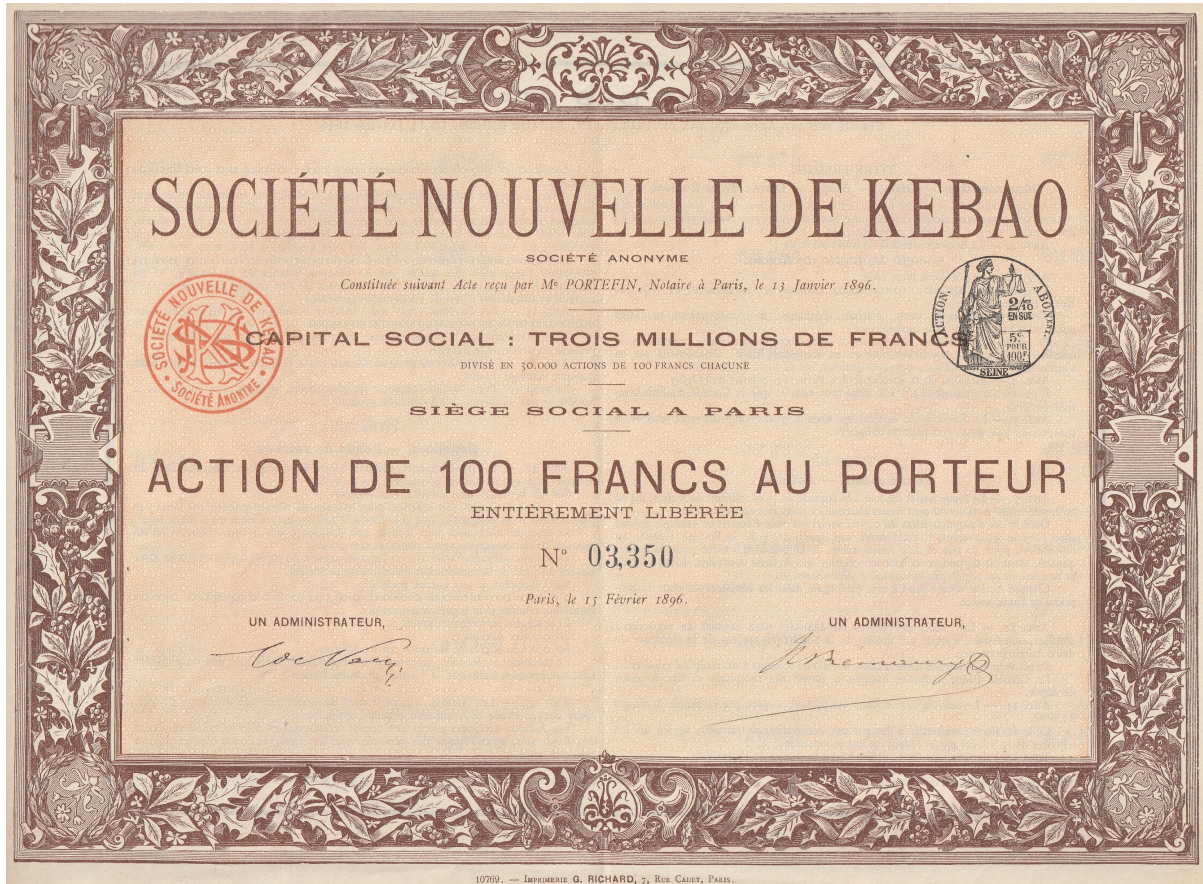 SOCIÉTÉ NOUVELLE DE KEBAO
SOCIÉTÉ ANONYME
Constituée suivant Acte reçu par Me PORTEFIN, Notaire à Paris, le 13 Janvier 1896.
SOCIÉTÉ NOUVELLE DE KEBAO
SOCIÉTÉ ANONYME
ACTION.
ABONnt.
2/10
EN SUS
5c.
POUR
100F.
SEINE
CAPITAL SOCIAL : TROIS MILLIONS DE FRANCS
DIVISÉ EN 30.000 ACTIONS DE 100 FRANCS CHACUNE
SIÈGE SOCIAL A PARIS
ACTION DE 100 FRANCS AU PORTEUR
ENTIÈREMENT LIBÉRÉE
No 03,350
Paris, le 15 Février 1896.
UN ADMINISTRATEUR,
UN ADMINISTRATEUR,
10769. — IMPRIMERIE G. RICHARD, 7, RUE CADET, PARIS.